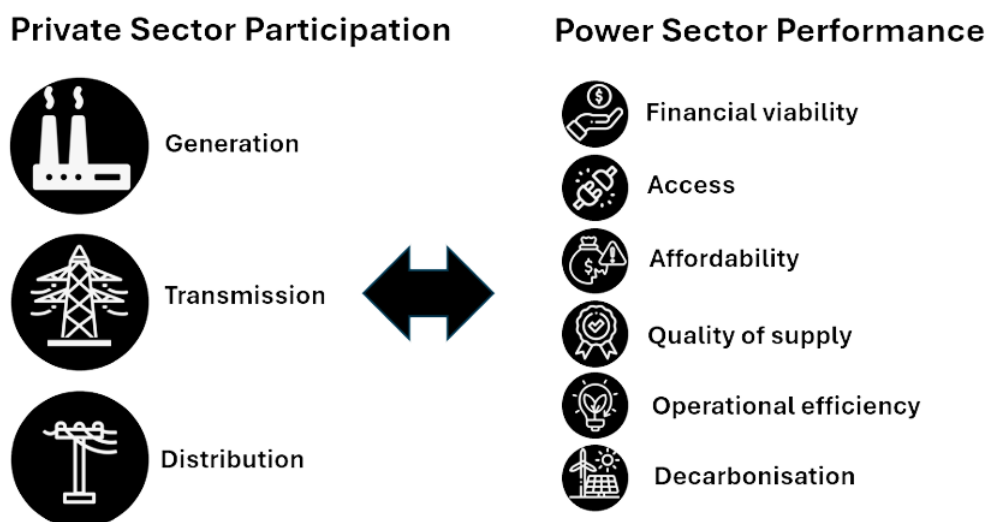 Private Sector Participation
Generation
Transmission
Distribution
Power Sector Performance
$
Financial viability
Access
$
Affordability
Quality of supply
Operational efficiency
Decarbonisation